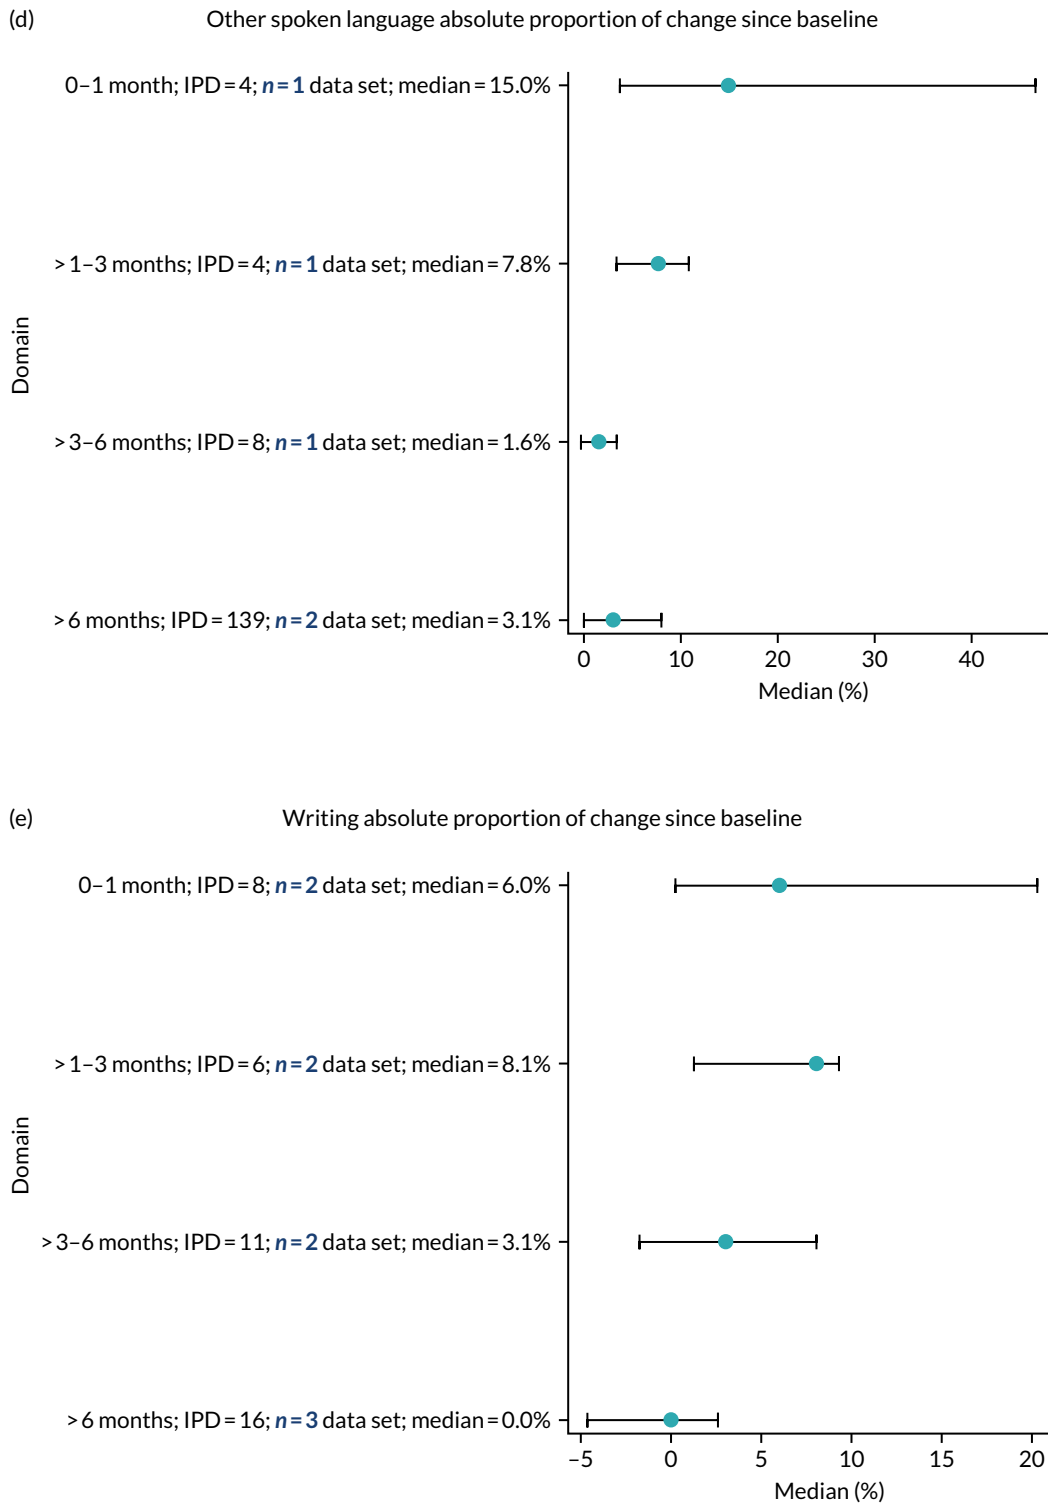 (d)
Other spoken language absolute proportion of change since baseline
0–1 month; IPD = 4; n = 1 data set; median = 15.0%
> 1–3 months; IPD = 4; n = 1 data set; median = 7.8%
Domain
> 3–6 months; IPD = 8; n = 1 data set; median = 1.6%
> 6 months; IPD = 139; n = 2 data set; median = 3.1%
0 10 20 30 40
Median (%)
(e)
Writing absolute proportion of change since baseline
0–1 month; IPD = 8; n = 2 data set; median = 6.0%
> 1–3 months; IPD = 6; n = 2 data set; median = 8.1%
Domain
> 3–6 months; IPD = 11; n = 2 data set; median = 3.1%
> 6 months; IPD = 16; n = 3 data set; median = 0.0%
–5 0 5 10 15 20
Median (%)